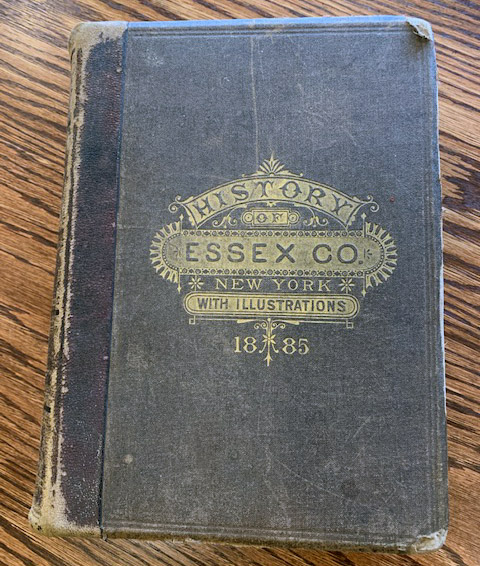 HISTORY
OF
ESSEX CO.
NEW YORK
WITH ILLUSTRATIONS
1885